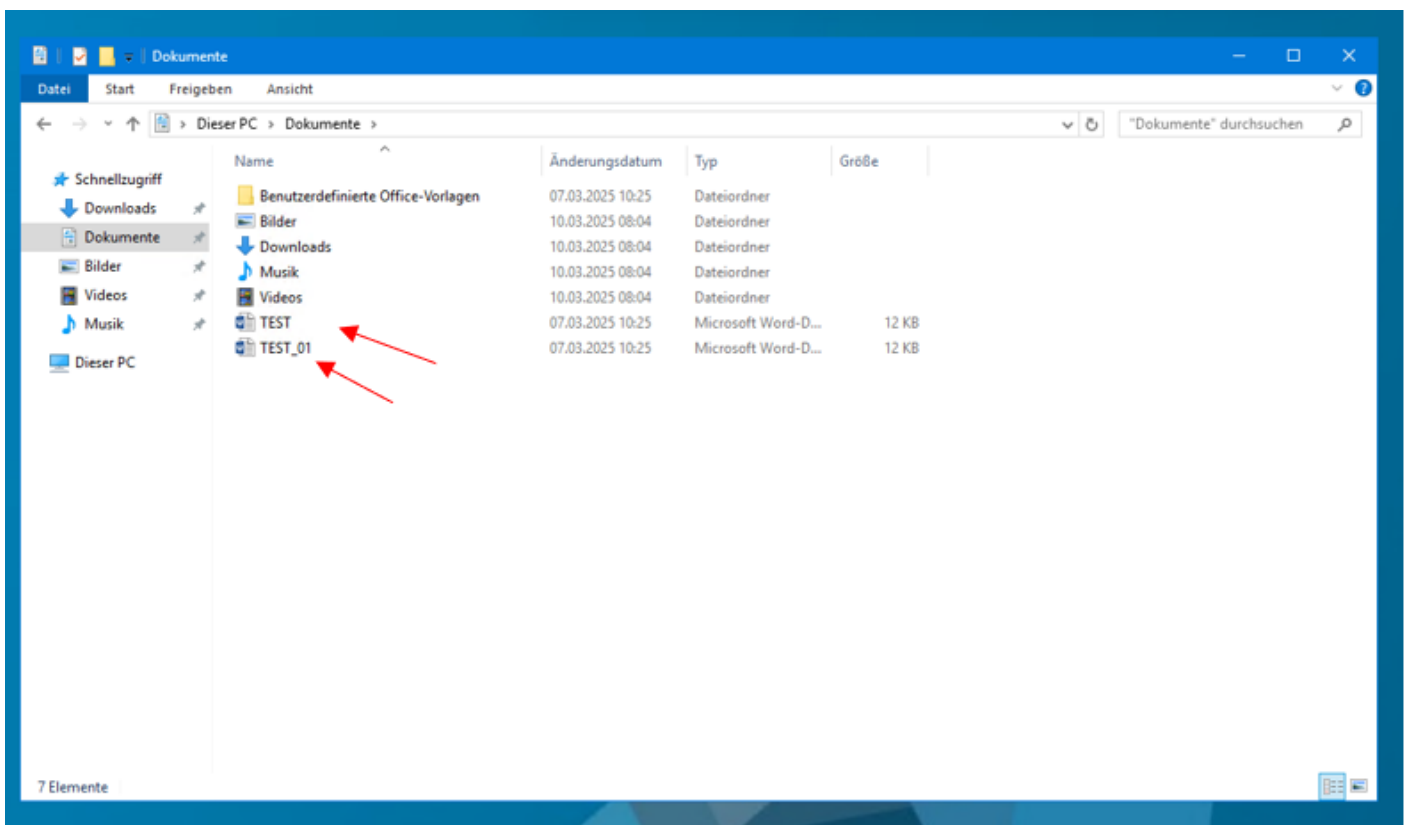 Dokumente
Datei Start Freigeben Ansicht
Dieser PC > Dokumente > "Dokumente" durchsuchen
Name Änderungsdatum Typ Größe
Schnellzugriff
Downloads
Dokumente
Bilder
Videos
Musik
Dieser PC
Benutzerdefinierte Office-Vorlagen 07.03.2025 10:25 Dateiordner
Bilder 10.03.2025 08:04 Dateiordner
Downloads 10.03.2025 08:04 Dateiordner
Musik 10.03.2025 08:04 Dateiordner
Videos 10.03.2025 08:04 Dateiordner
TEST 07.03.2025 10:25 Microsoft Word-D... 12 KB
TEST_01 07.03.2025 10:25 Microsoft Word-D... 12 KB
7 Elemente